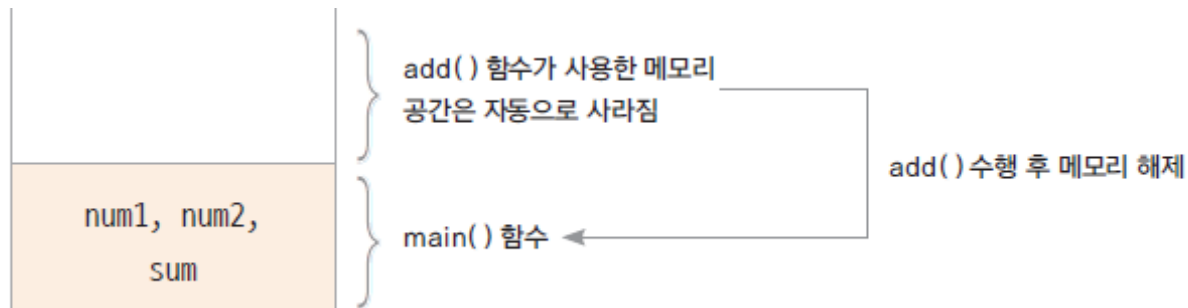 add( ) 함수가 사용한 메모리
공간은 자동으로 사라짐
add( ) 수행 후 메모리 해제
num1, num2,
sum
main( ) 함수